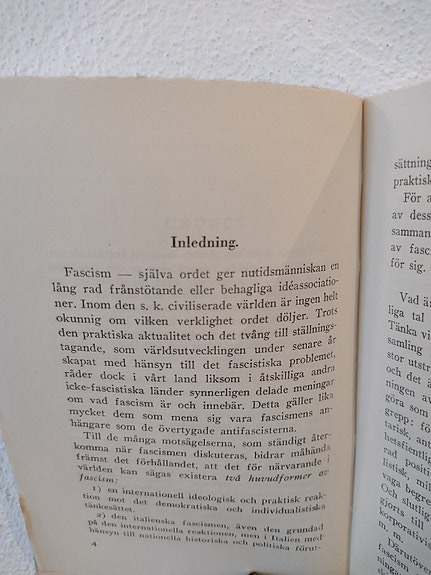 Inledning.
Fascism — själva ordet ger nutidsmänniskan en
lång rad frånstötande eller behagliga idéassociatio-
ner. Inom den s. k. civiliserade världen är ingen helt
okunnig om vilken verklighet ordet döljer. Trots
den praktiska aktualitet och det tvång till ställnings-
tagande, som världsutvecklingen under senare år
skapat med hänsyn till det fascistiska problemet,
råder dock i vårt land liksom i åtskilliga andra
icke-fascistiska länder synnerligen delade meningar
om vad fascism är och innebär. Detta gäller lika
mycket dem som mena sig vara fascismens an-
hängare som de övertygade antifascisterna.
Till de många motsägelserna, som ständigt åter-
komma när fascismen diskuteras, bidrar måhända
främst det förhållandet, att det för närvarande i
världen kan sägas existera två huvudformer av
fascism:
1) en internationell ideologisk och praktisk reak-
tion mot det demokratiska och individualistiska
tänkesättet.
2) den italienska fascismen, även den grundad
på den internationella reaktionen, men i Italien med
hänsyn till nationella historiska och politiska förut-
4
sättning
praktisk
För a
av dess
samman
av fasc
för sig.
Vad är
liga tal
Tänka vi
samling
stor utstr
och det ä
ningen av
göra som
grepp: för
tarisk, ant
hetsfientlig
rad positi
listisk, mil
vaga begre
Och slutlig
gjorts till
korporativis
m. m.
Därutöver